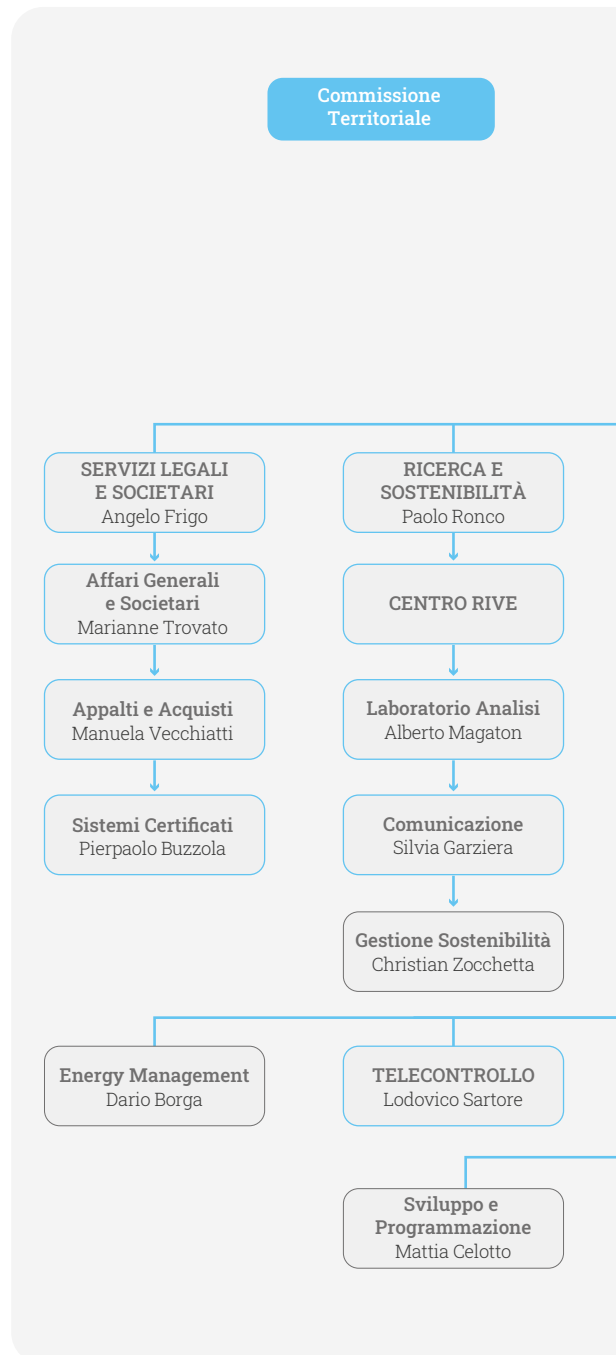 Commissione
Territoriale
SERVIZI LEGALI
E SOCIETARI
Angelo Frigo
RICERCA E
SOSTENIBILITÀ
Paolo Ronco
Affari Generali
e Societari
Marianne Trovato
CENTRO RIVE
Appalti e Acquisti
Manuela Vecchiatti
Laboratorio Analisi
Alberto Magaton
Sistemi Certificati
Pierpaolo Buzzola
Comunicazione
Silvia Garziera
Gestione Sostenibilità
Christian Zocchetta
Energy Management
Dario Borga
TELECONTROLLO
Lodovico Sartore
Sviluppo e
Programmazione
Mattia Celotto